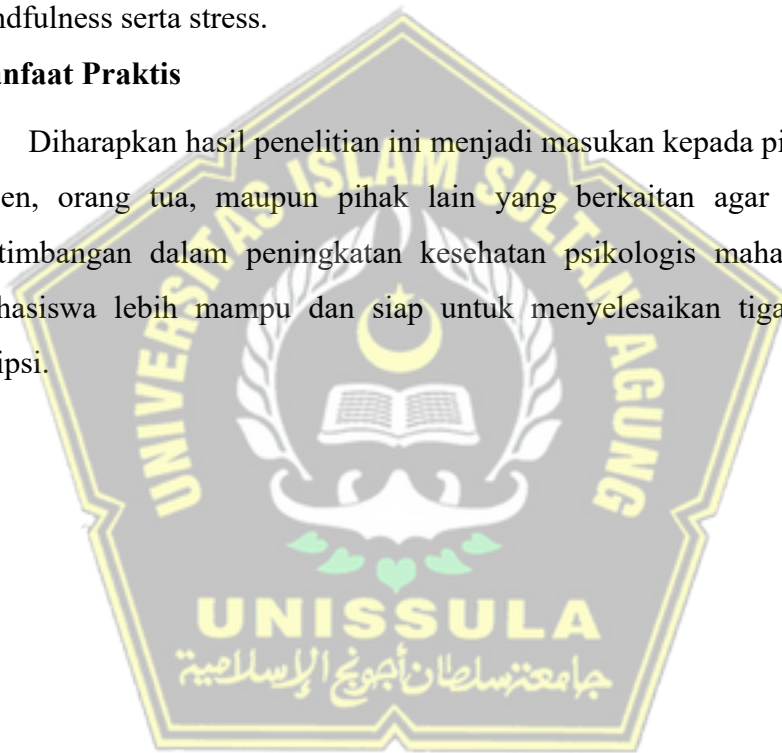 ndfulness serta stress.
nfaat Praktis
Diharapkan hasil penelitian ini menjadi masukan kepada pi
en, orang tua, maupun pihak lain yang berkaitan agar
timbangan dalam peningkatan kesehatan psikologis maha
hasiswa lebih mampu dan siap untuk menyelesaikan tiga
ipsi.
UNIVERSITAS ISLAM SULTAN AGUNG
UNISSULA
جامعتسلطان أجونج الإسلامية